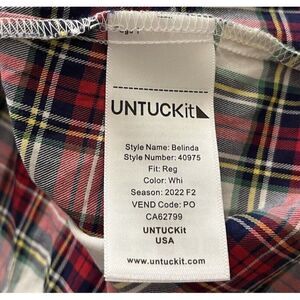 UNTUCKit
Style Name: Belinda
Style Number: 40975
Fit: Reg
Color: Whi
Season: 2022 F2
VEND Code: PO
CA62799
UNTUCKit
USA
www.untuckit.com